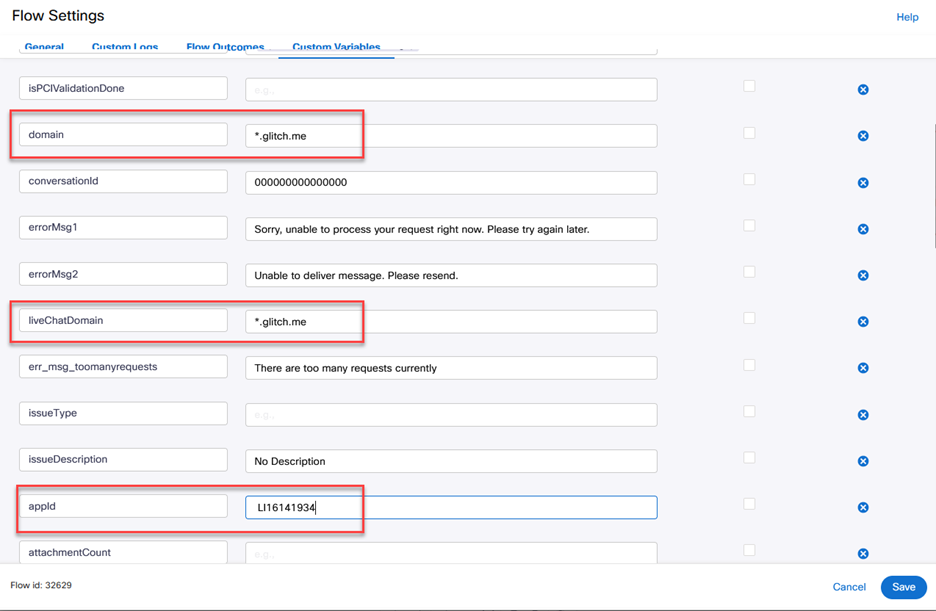 Flow Settings
Help
General Custom Logs Flow Outcomes Custom Variables
isPCIValidationDone e.g.,
domain *.glitch.me
conversationId 000000000000000
errorMsg1 Sorry, unable to process your request right now. Please try again later.
errorMsg2 Unable to deliver message. Please resend.
liveChatDomain *.glitch.me
err_msg_toomanyrequests There are too many requests currently
issueType e.g.,
issueDescription No Description
appId LI16141934
attachmentCount e.g.,
Flow id: 32629 Cancel Save